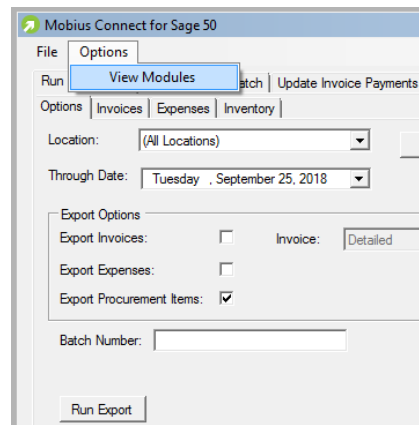 Mobius Connect for Sage 50
File Options
View Modules
Run atch Update Invoice Payments
Options Invoices Expenses Inventory
Location: (All Locations)
Through Date: Tuesday , September 25, 2018
Export Options
Export Invoices: Invoice: Detailed
Export Expenses:
Export Procurement Items:
Batch Number:
Run Export